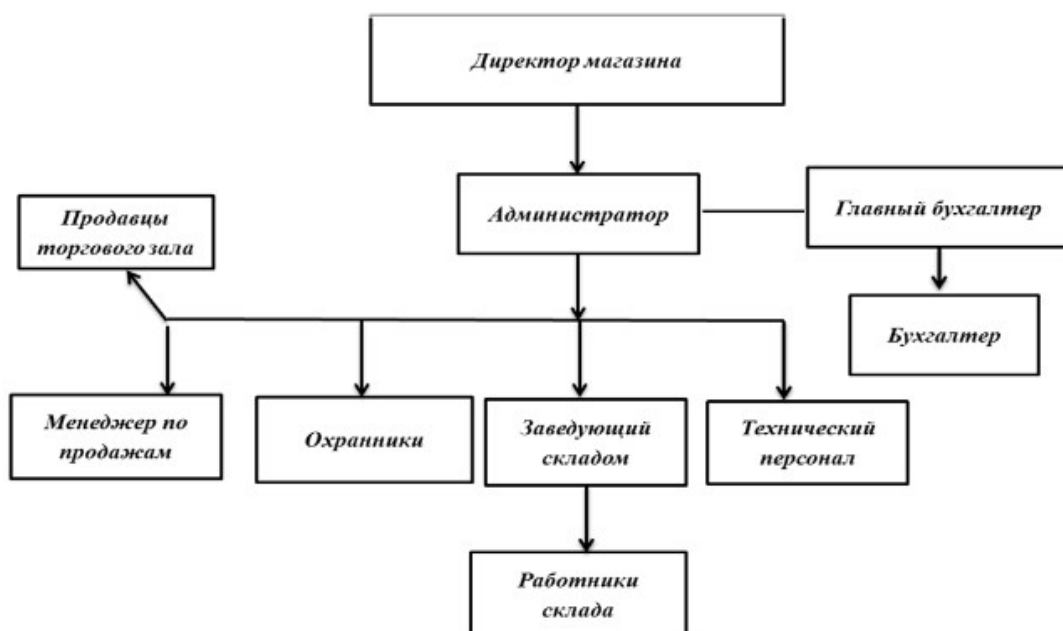 Директор магазина
Администратор
Главный бухгалтер
Продавцы
торгового зала
Бухгалтер
Менеджер по
продажам
Охранники
Заведующий
складом
Технический
персонал
Работники
склада